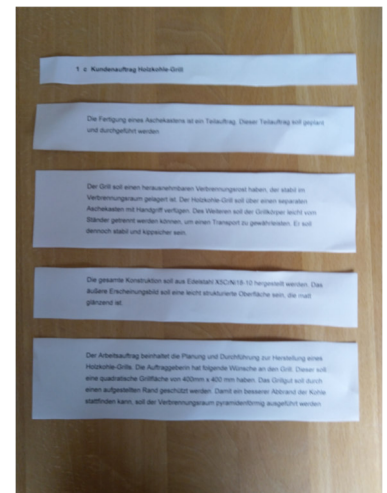 1 x Kundenauftrag Holzkohle-Grill
Die Fertigung eines Aschekastens ist ein Teilauftrag. Dieser Teilauftrag soll geplant
und durchgeführt werden.
Der Grill soll einen herausnehmbaren Verbrennungsrost haben, der stabil im
Verbrennungsraum gelagert ist. Der Holzkohle-Grill soll über einen separaten
Aschekasten mit Handgriff verfügen. Des Weiteren soll der Grillkörper leicht vom
Ständer getrennt werden können, um einen Transport zu gewährleisten. Er soll
dennoch stabil und kippsicher sein.
Die gesamte Konstruktion soll aus Edelstahl X5CrNi18-10 hergestellt werden. Das
äußere Erscheinungsbild soll eine leicht strukturierte Oberfläche sein, die matt
glänzend ist.
Der Arbeitsauftrag beinhaltet die Planung und Durchführung zur Herstellung eines
Holzkohle-Grills. Die Auftraggeberin hat folgende Wünsche an den Grill. Dieser soll
eine quadratische Grillfläche von 400mm x 400 mm haben. Das Grillgut soll durch
einen aufgestellten Rand geschützt werden. Damit ein besserer Abbrand der Kohle
stattfinden kann, soll der Verbrennungsraum pyramidenförmig ausgeführt werden.